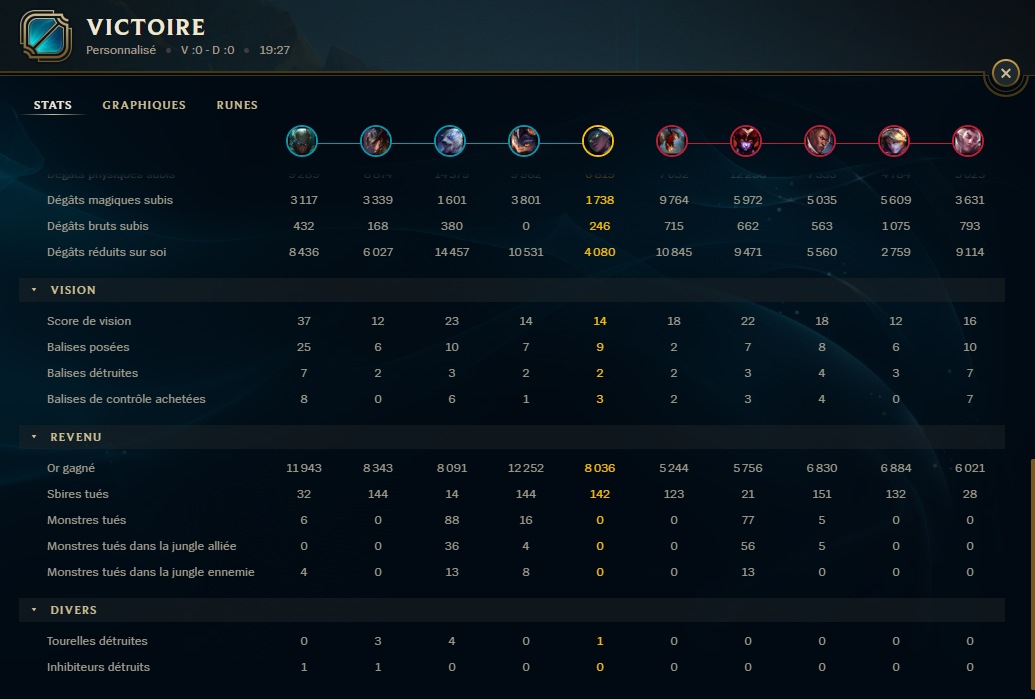 VICTOIRE
Personnalisé • V :0 - D :0 • 19:27
STATS GRAPHIQUES RUNES
Dégâts physiques subis
Dégâts magiques subis 3 117 3 339 1 601 3 801 1 738 9 764 5 972 5 035 5 609 3 631
Dégâts bruts subis 432 168 380 0 246 715 662 563 1 075 793
Dégâts réduits sur soi 8 436 6 027 14 457 10 531 4 080 10 845 9 471 5 560 2 759 9 114
VISION
Score de vision 37 12 23 14 14 18 22 18 12 16
Balises posées 25 6 10 7 9 2 7 8 6 10
Balises détruites 7 2 3 2 2 2 3 4 3 7
Balises de contrôle achetées 8 0 6 1 3 2 3 4 0 7
REVENU
Or gagné 11 943 8 343 8 091 12 252 8 036 5 244 5 756 6 830 6 884 6 021
Sbires tués 32 144 14 144 142 123 21 151 132 28
Monstres tués 6 0 88 16 0 0 77 5 0 0
Monstres tués dans la jungle alliée 0 0 36 4 0 0 56 5 0 0
Monstres tués dans la jungle ennemie 4 0 13 8 0 0 13 0 0 0
DIVERS
Tourelles détruites 0 3 4 0 1 0 0 0 0 0
Inhibiteurs détruits 1 1 0 0 0 0 0 0 0 0